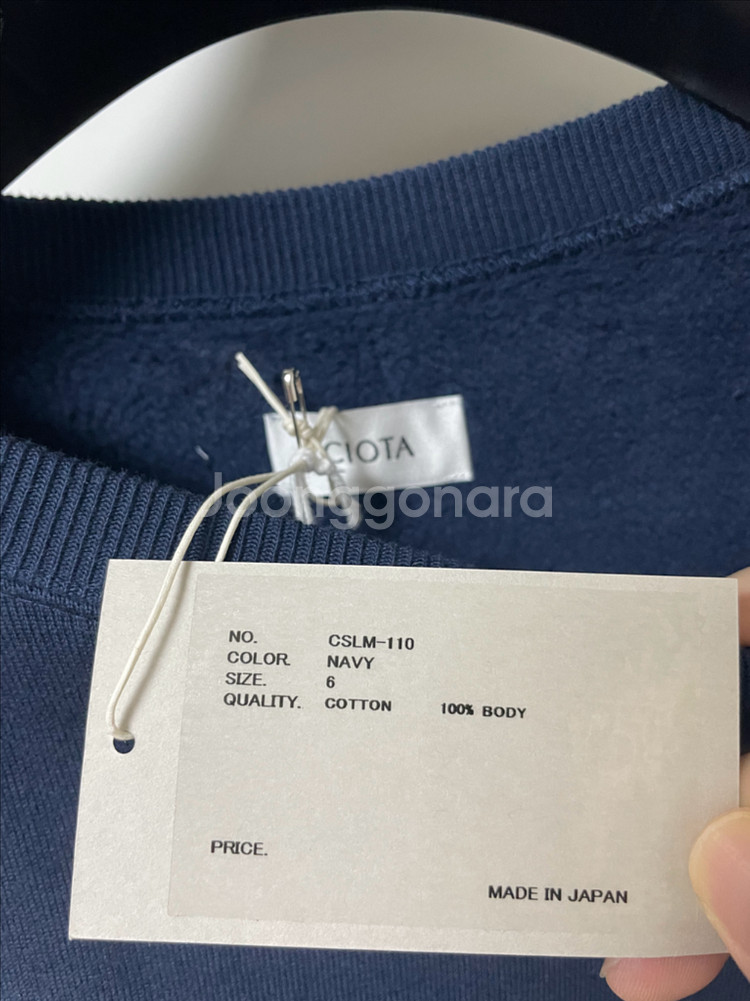 CIOTA
Joonggonara
NO. CSLM-110
COLOR. NAVY
SIZE. 6
QUALITY. COTTON 100% BODY
PRICE.
MADE IN JAPAN